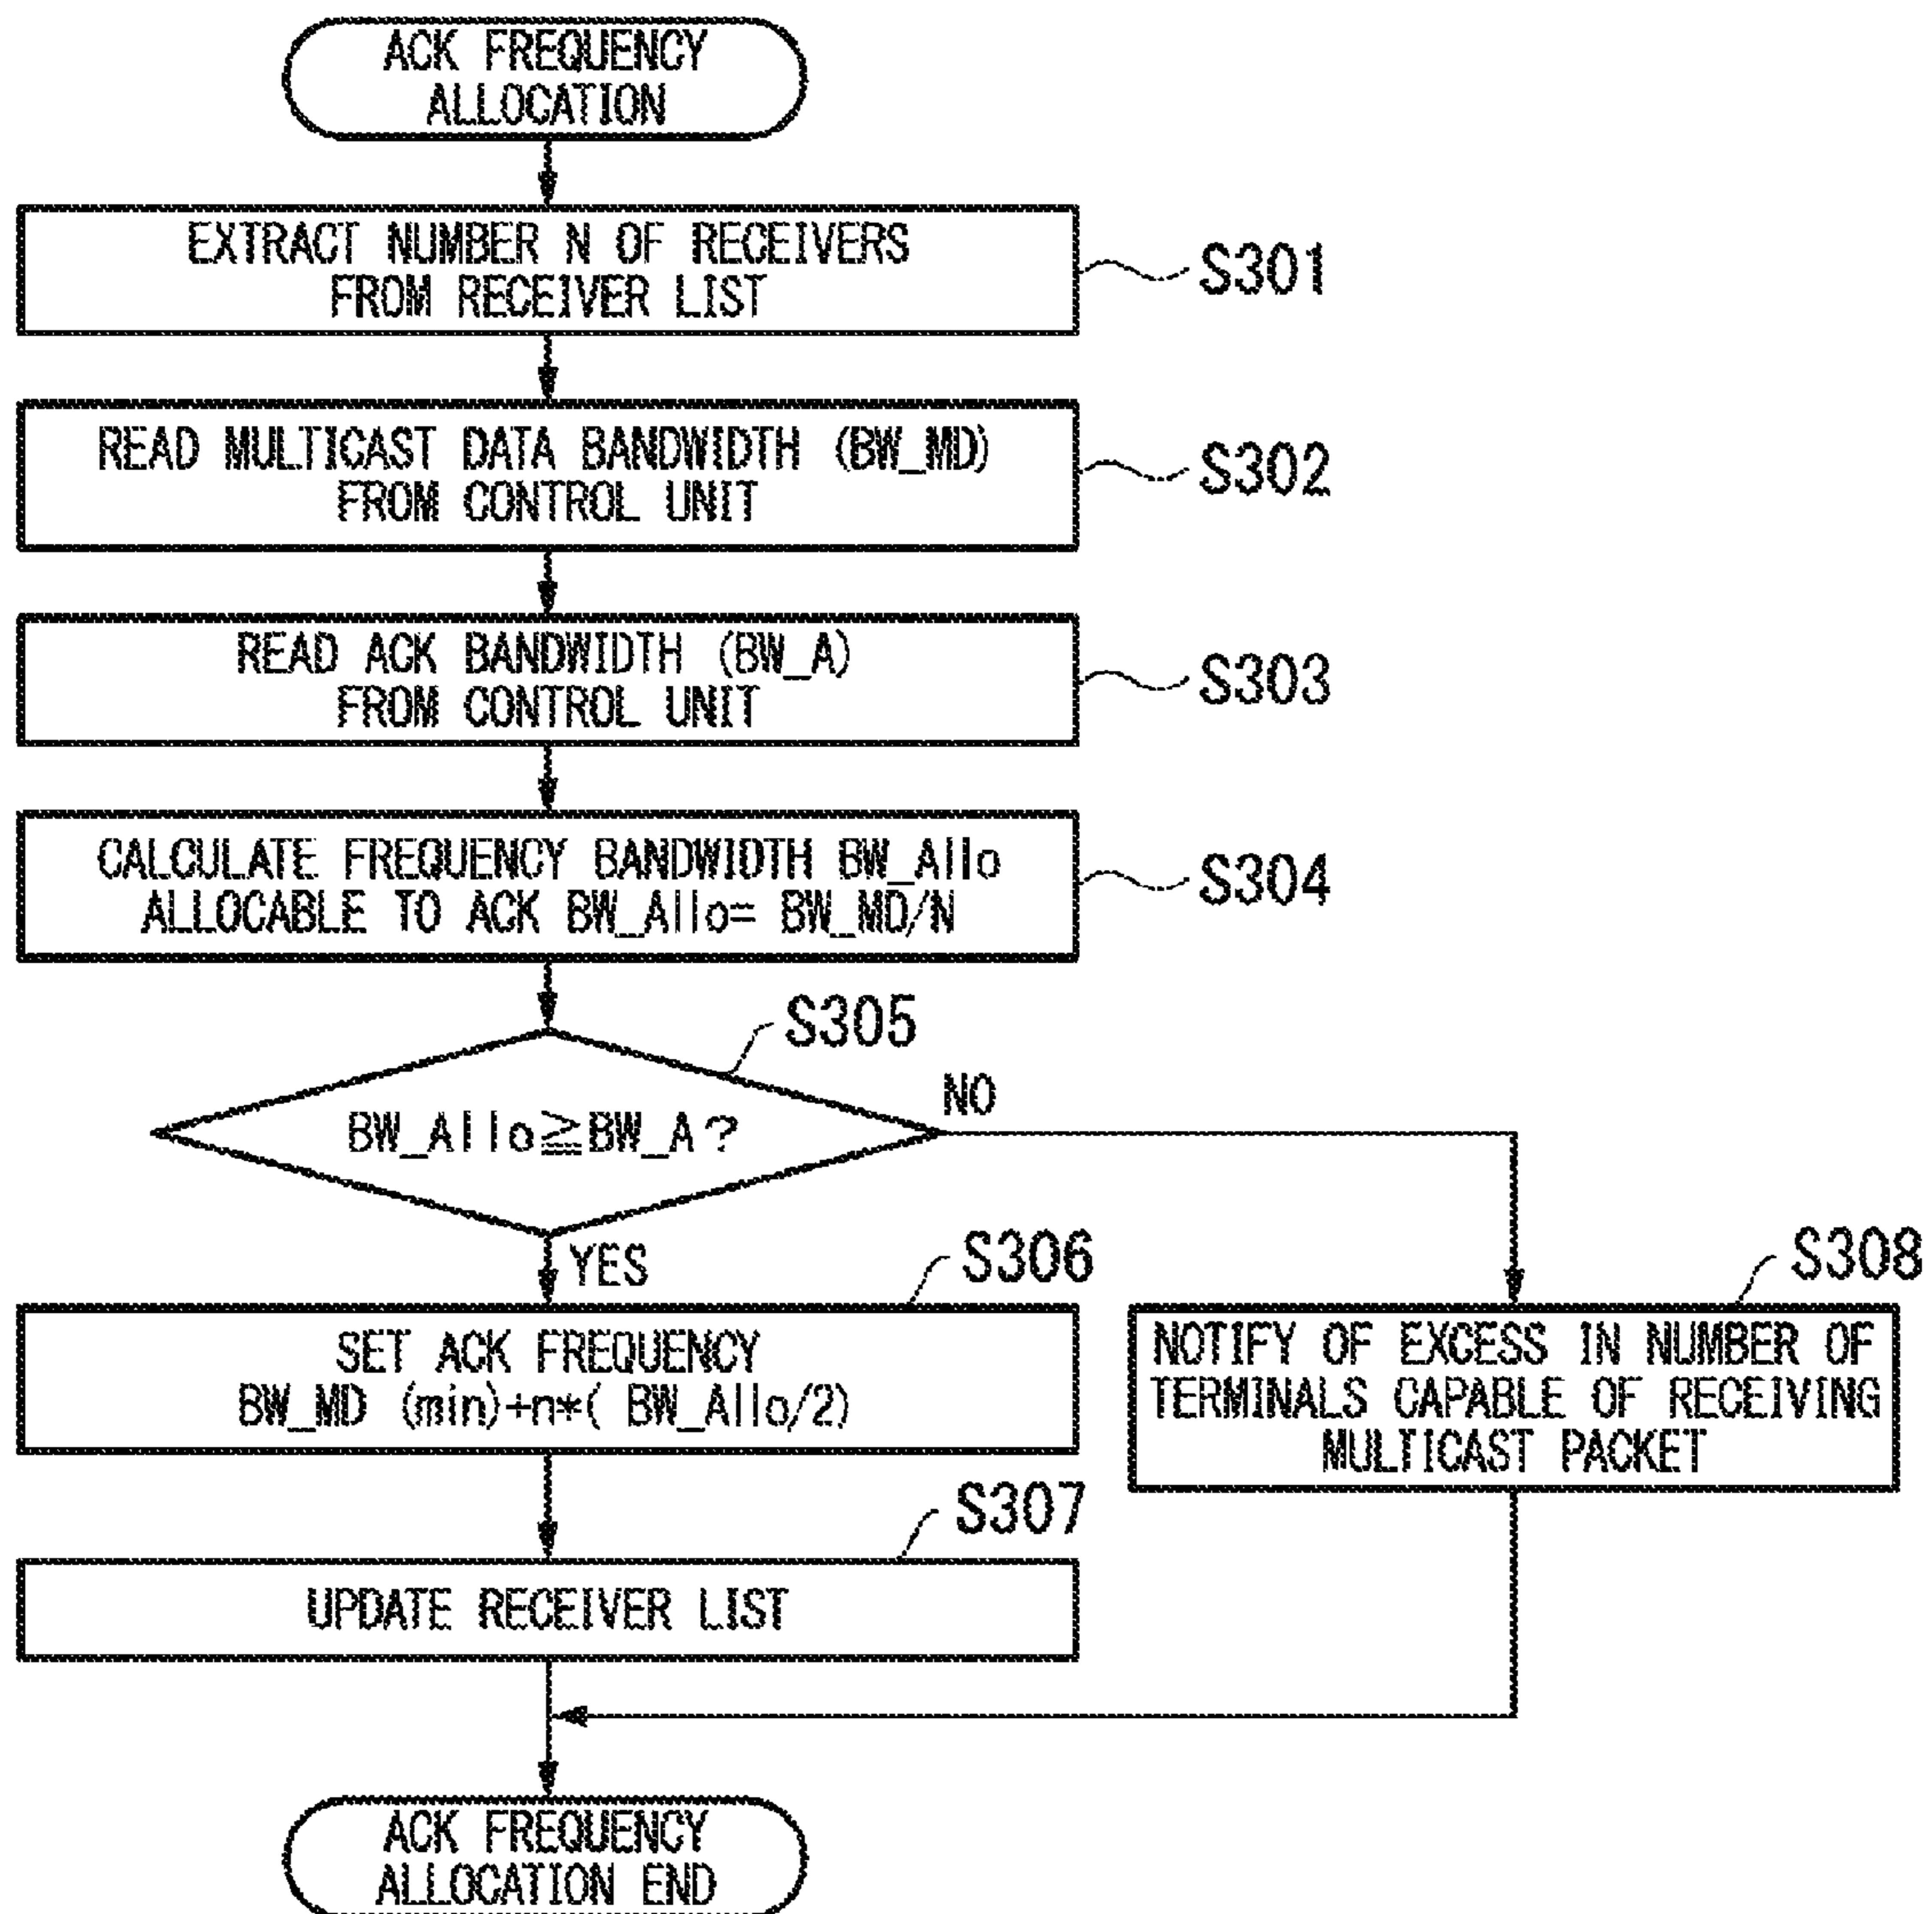 ACK FREQUENCY
ALLOCATION
EXTRACT NUMBER N OF RECEIVERS
FROM RECEIVER LIST
S301
READ MULTICAST DATA BANDWIDTH (BW_MD)
FROM CONTROL UNIT
S302
READ ACK BANDWIDTH (BW_A)
FROM CONTROL UNIT
S303
CALCULATE FREQUENCY BANDWIDTH BW_Allo
ALLOCABLE TO ACK BW_Allo= BW_MD/N
S304
S305
BW_Allo≧BW_A?
NO
YES
S306
SET ACK FREQUENCY
BW_MD (min)+n*( BW_Allo/2)
S308
NOTIFY OF EXCESS IN NUMBER OF
TERMINALS CAPABLE OF RECEIVING
MULTICAST PACKET
S307
UPDATE RECEIVER LIST
ACK FREQUENCY
ALLOCATION END